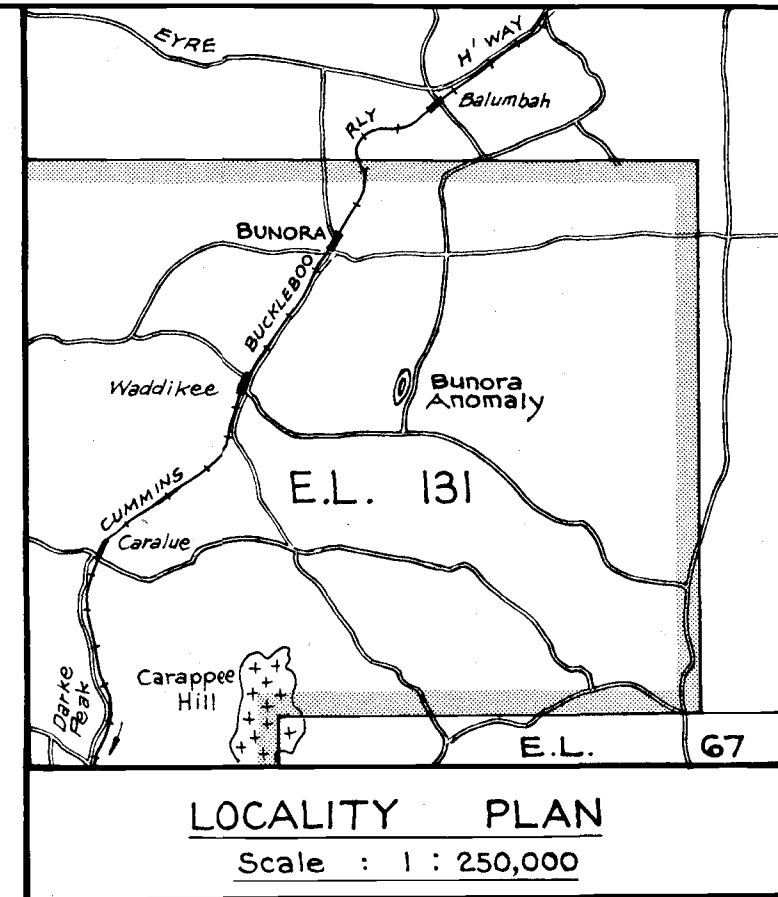 EYRE
H'WAY
RLY
Balumbah
BUNORA
BUCKLEBOO
Waddikee
Bunora
Anomaly
CUMMINS
E.L. 131
Caralue
Carappee
Hill
Darke
Peak
E.L. 67
LOCALITY PLAN
Scale : 1 : 250,000